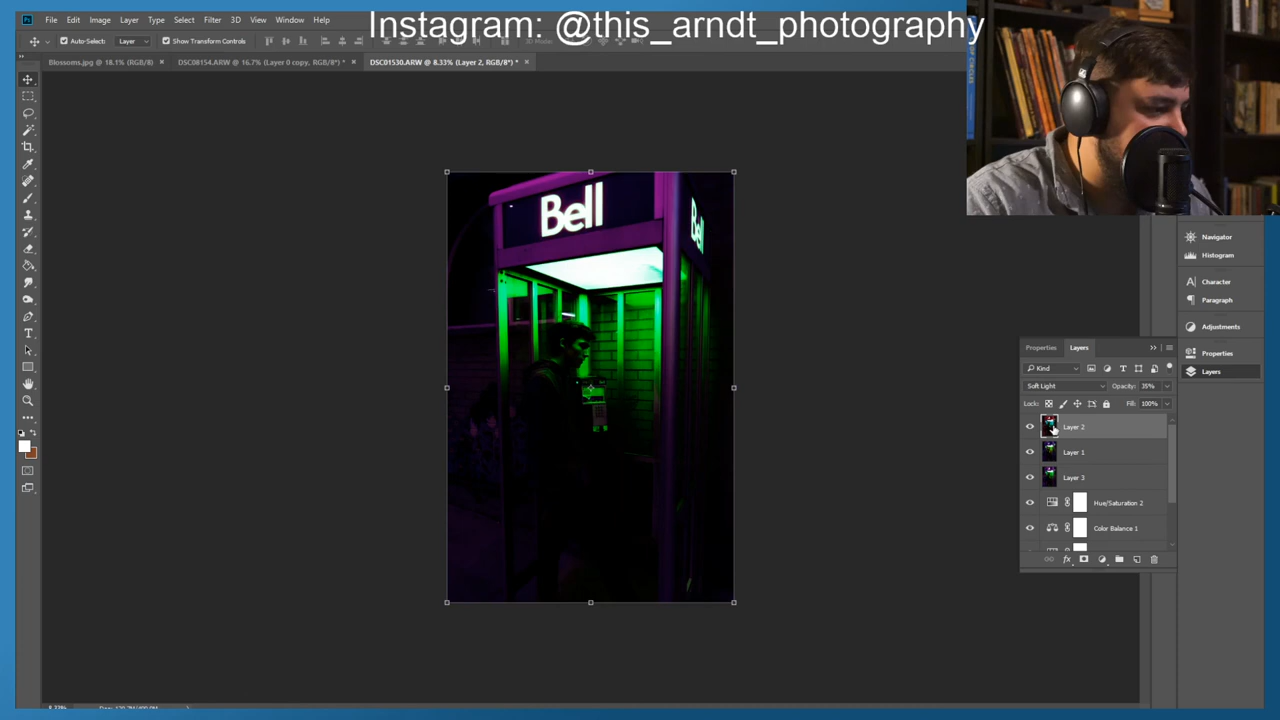 Instagram: @this_arndt_photography
File Edit Image Layer Type Select Filter 3D View Window Help
Auto-Select: Layer Show Transform Controls
Blossoms.jpg @ 18.1% (RGB/8) × DSC08154.ARW @ 16.7% (Layer 0 copy, RGB/8*) * × DSC01530.ARW @ 8.33% (Layer 2, RGB/8*) * ×
Bell
Bell
Navigator
Histogram
Character
Paragraph
Adjustments
Properties
Layers
Properties Layers
Kind
Soft Light Opacity: 35%
Lock: Fill: 100%
Layer 2
Layer 1
Layer 3
Hue/Saturation 2
Color Balance 1